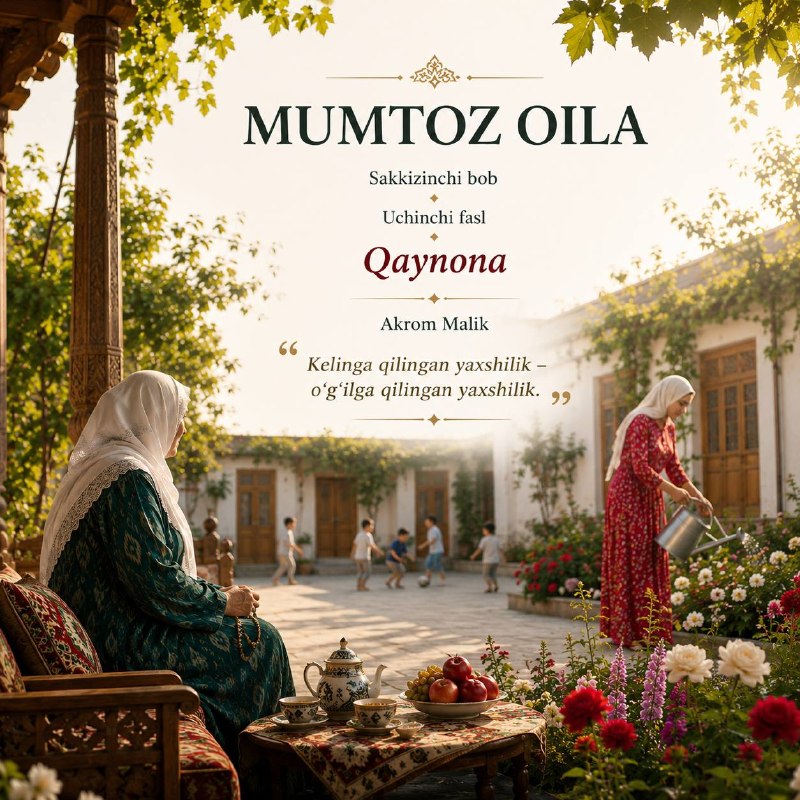 MUMTOZ OILA
Sakkizinchi bob
Uchinchi fasl
Qaynona
Akrom Malik
“ Kelinga qilingan yaxshilik –
o‘g‘ilga qilingan yaxshilik. ”